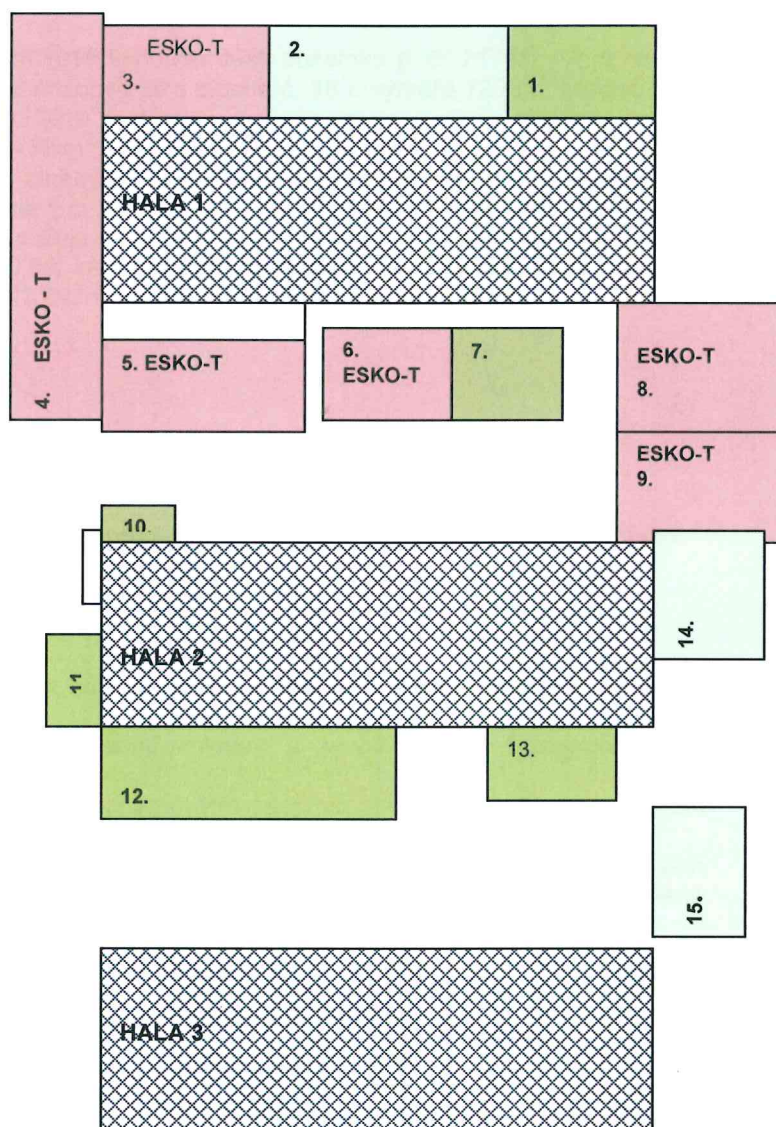 ESKO-T
3.
2.
1.
HALA 1
4. ESKO - T
5. ESKO-T
6.
ESKO-T
7.
ESKO-T
8.
ESKO-T
9.
10.
HALA 2
14.
11
12.
13.
15.
HALA 3